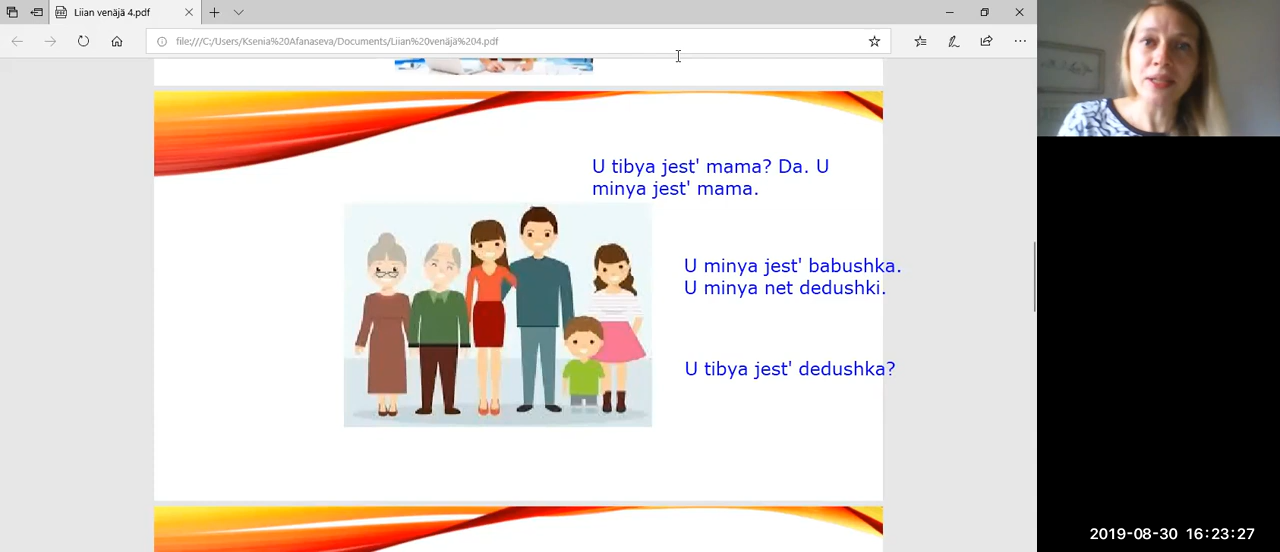 Liian venäjä 4.pdf
file:///C:/Users/Ksenia%20Afanaseva/Documents/Liian%20venäjä%204.pdf
U tibya jest' mama? Da. U
minya jest' mama.
U minya jest' babushka.
U minya net dedushki.
U tibya jest' dedushka?
2019-08-30 16:23:27